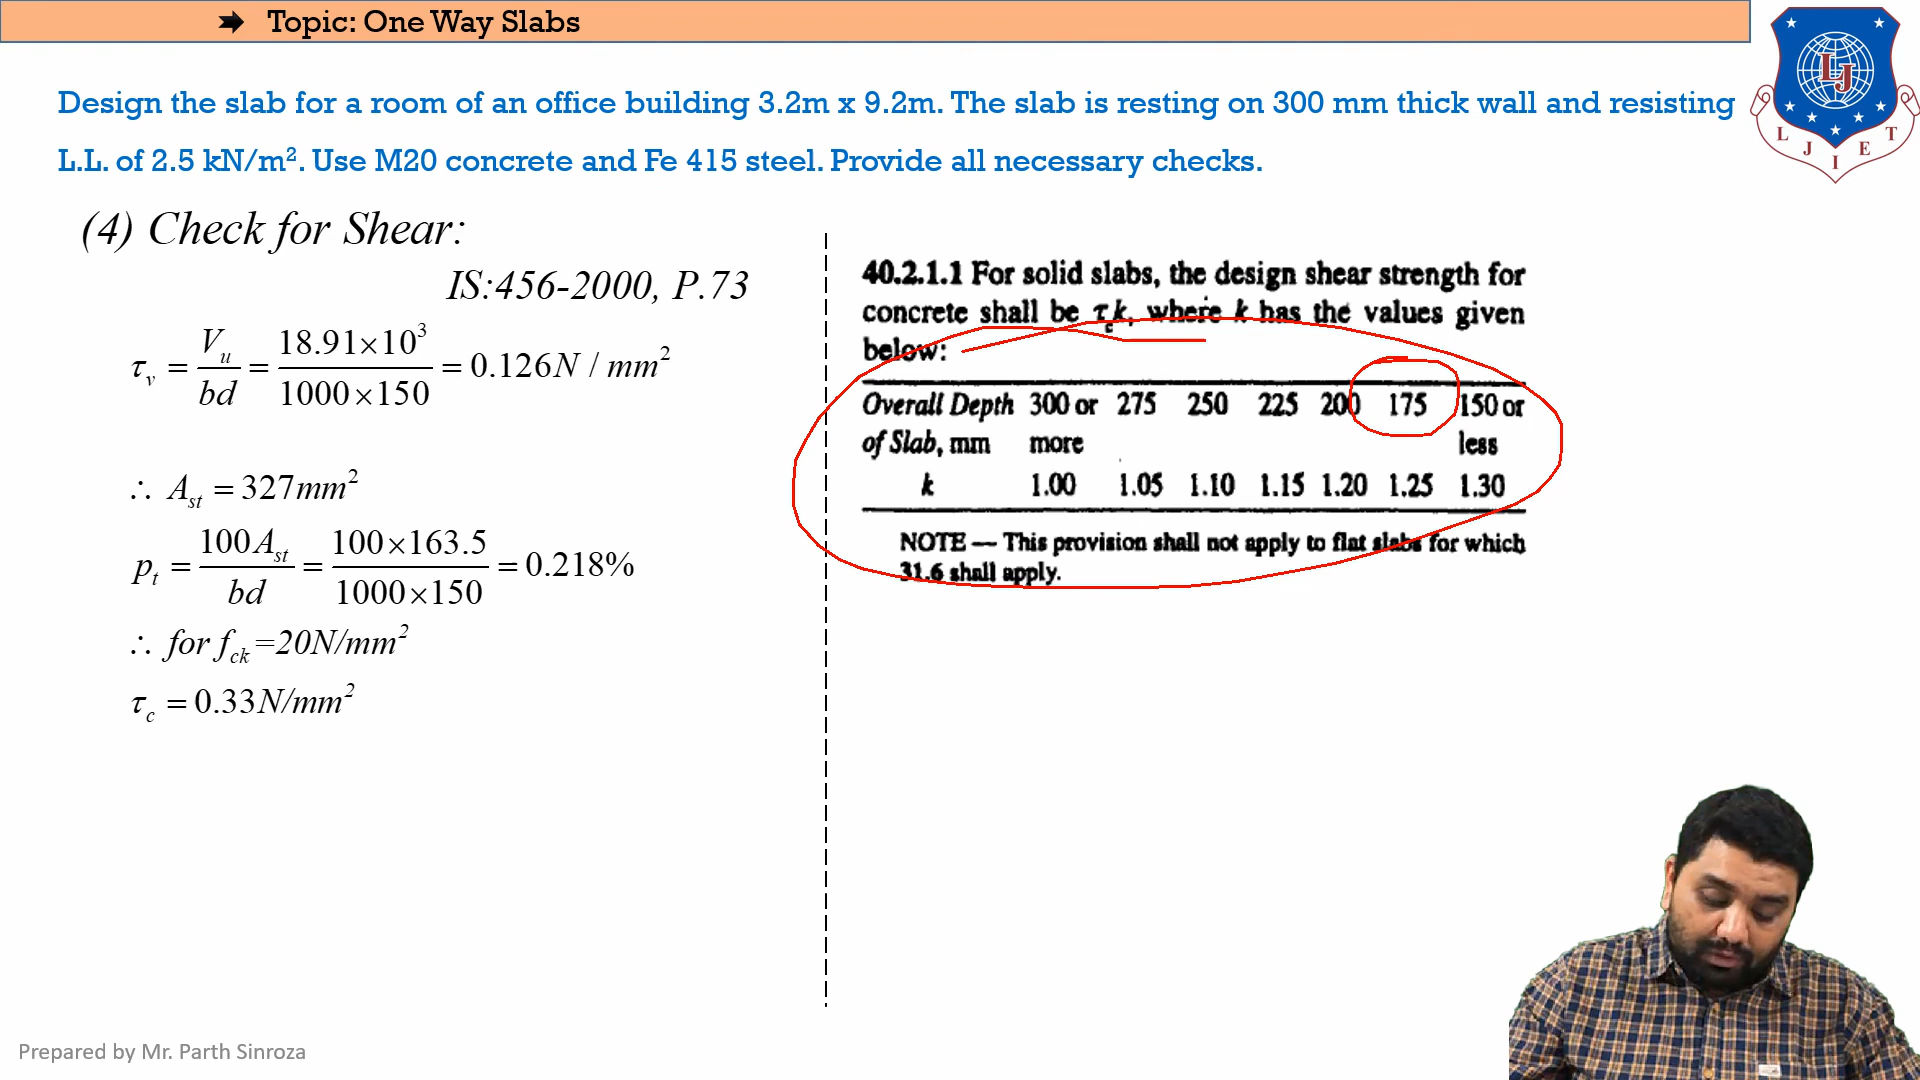 ➔ Topic: One Way Slabs
Design the slab for a room of an office building 3.2m x 9.2m. The slab is resting on 300 mm thick wall and resisting
L.L. of 2.5 kN/m². Use M20 concrete and Fe 415 steel. Provide all necessary checks.
L J I E T
LJ
(4) Check for Shear:
IS:456-2000, P.73
τv = Vu / bd = 18.91×10³ / 1000×150 = 0.126N / mm²
∴ Ast = 327mm²
pt = 100Ast / bd = 100×163.5 / 1000×150 = 0.218%
∴ for fck=20N/mm²
τc = 0.33N/mm²
40.2.1.1 For solid slabs, the design shear strength for
concrete shall be τck, where k has the values given
below:
Overall Depth 300 or 275 250 225 200 175 150 or
of Slab, mm more less
k 1.00 1.05 1.10 1.15 1.20 1.25 1.30
NOTE — This provision shall not apply to flat slabs for which
31.6 shall apply.
Prepared by Mr. Parth Sinroza